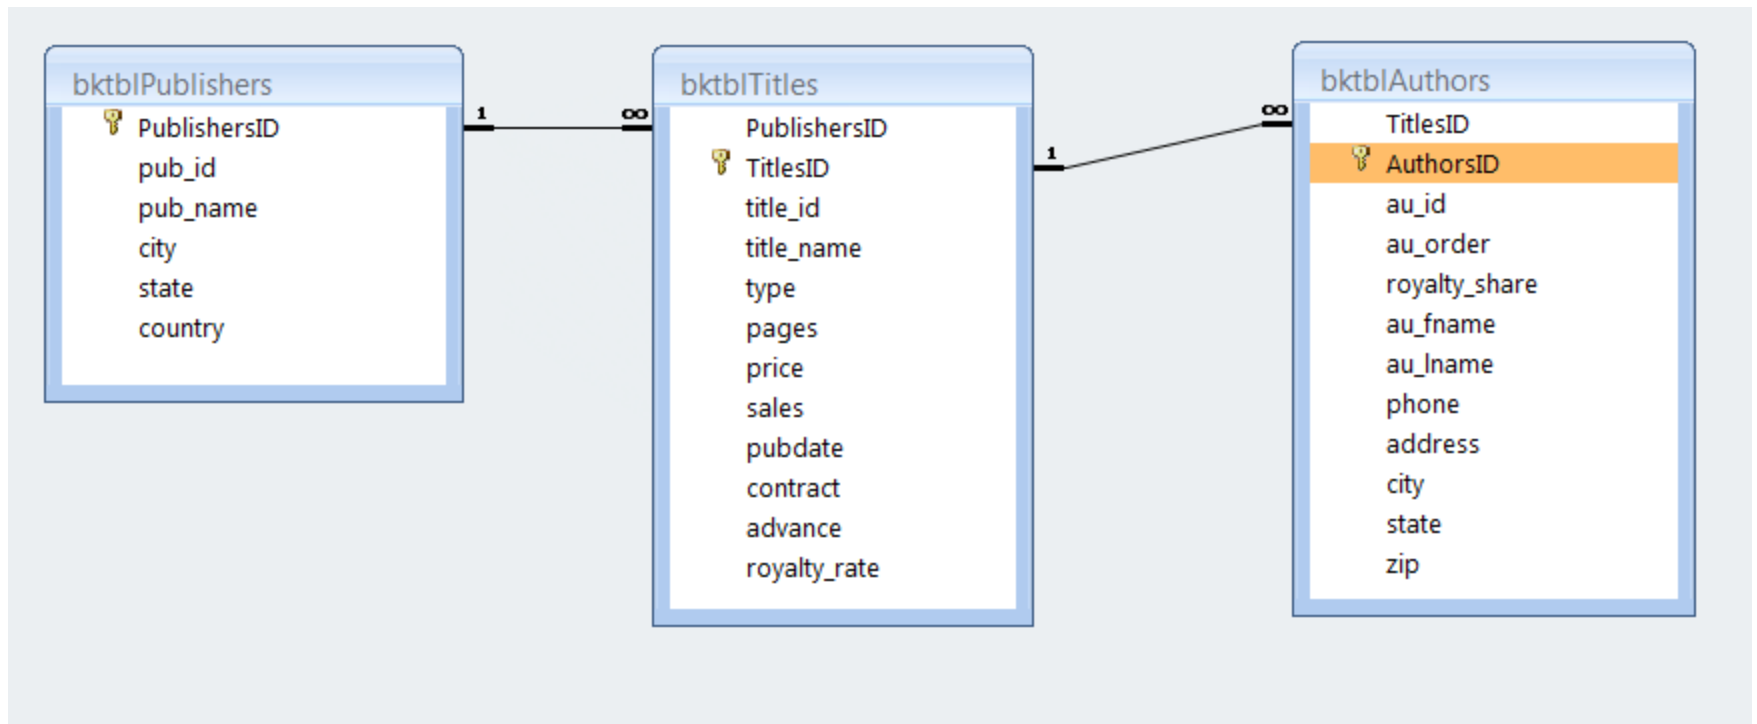 bktblPublishers
PublishersID
pub_id
pub_name
city
state
country
1
∞
bktblTitles
PublishersID
TitlesID
title_id
title_name
type
pages
price
sales
pubdate
contract
advance
royalty_rate
1
∞
bktblAuthors
TitlesID
AuthorsID
au_id
au_order
royalty_share
au_fname
au_lname
phone
address
city
state
zip